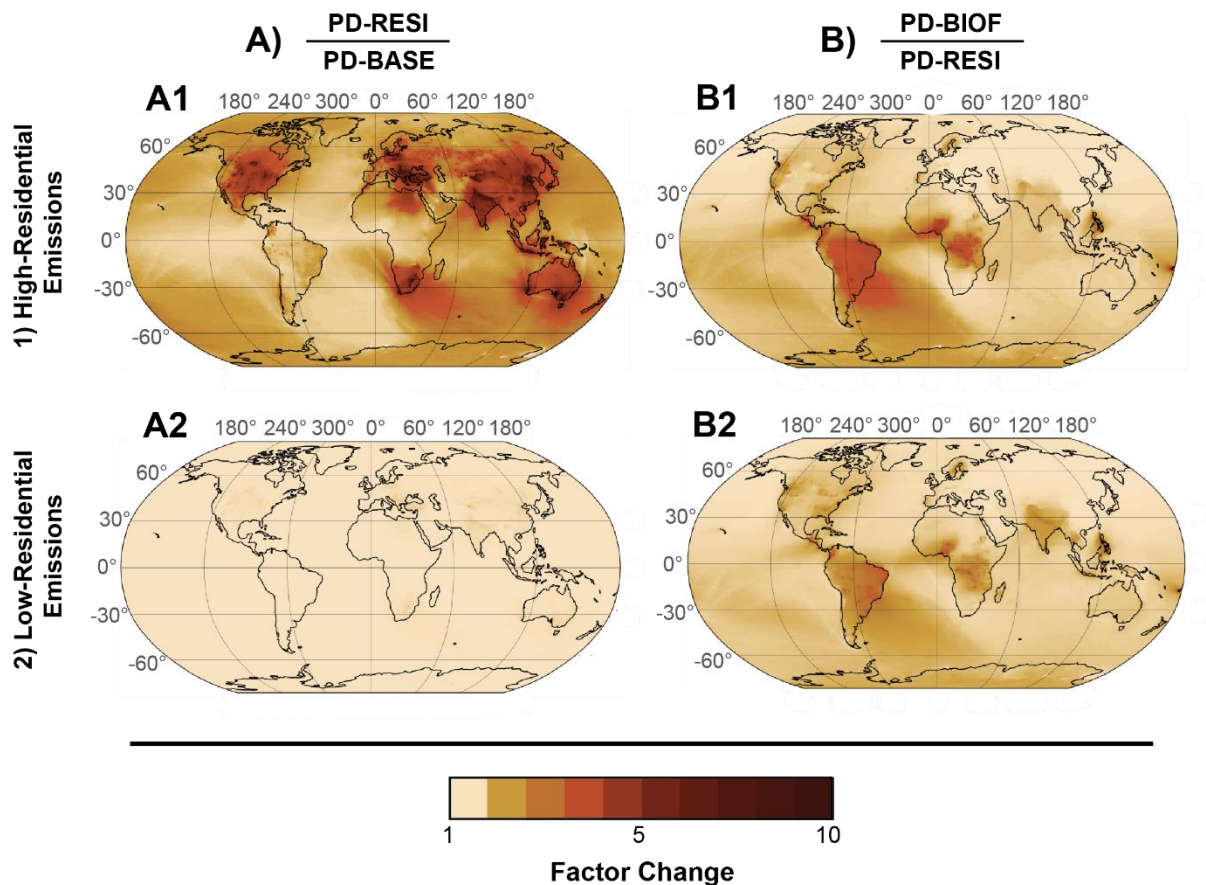 A) PD-RESI
PD-BASE
B) PD-BIOF
PD-RESI
1) High-Residential
Emissions
A1
180° 240° 300° 0° 60° 120° 180°
60°
30°
0°
-30°
-60°
B1
180° 240° 300° 0° 60° 120° 180°
60°
30°
0°
-30°
-60°
2) Low-Residential
Emissions
A2
180° 240° 300° 0° 60° 120° 180°
60°
30°
0°
-30°
-60°
B2
180° 240° 300° 0° 60° 120° 180°
60°
30°
0°
-30°
-60°
1 5 10
Factor Change